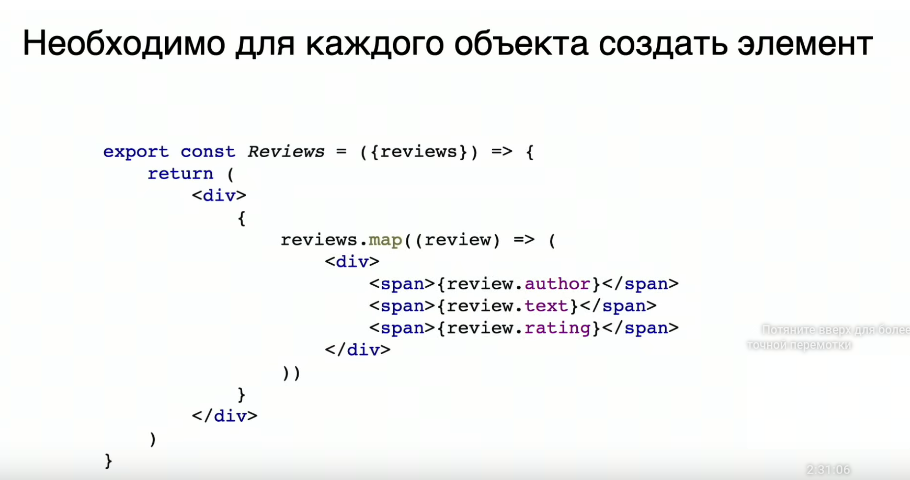 Необходимо для каждого объекта создать элемент
export const Reviews = ({reviews}) => {
return (
<div>
{
reviews.map((review) => (
<div>
<span>{review.author}</span>
<span>{review.text}</span>
<span>{review.rating}</span>
</div>
))
}
</div>
)
}
Потяните вверх для более
точной перемотки
2:31:06